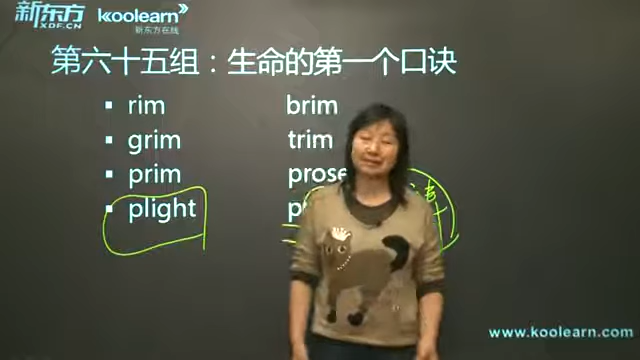 新东方 koolearn
XDF.CN 新东方在线
第六十五组：生命的第一个口诀
rim brim
grim trim
prim prose
plight
www.koolearn.com